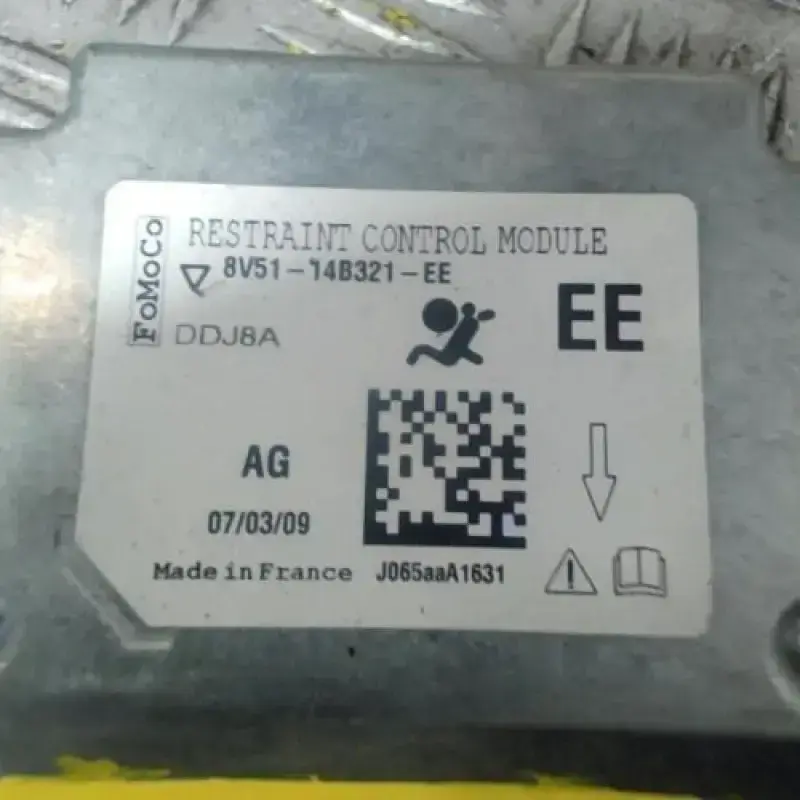 FoMoCo
RESTRAINT CONTROL MODULE
8V51-14B321-EE
DDJ8A
EE
AG
07/03/09
Made in France J065aaA1631